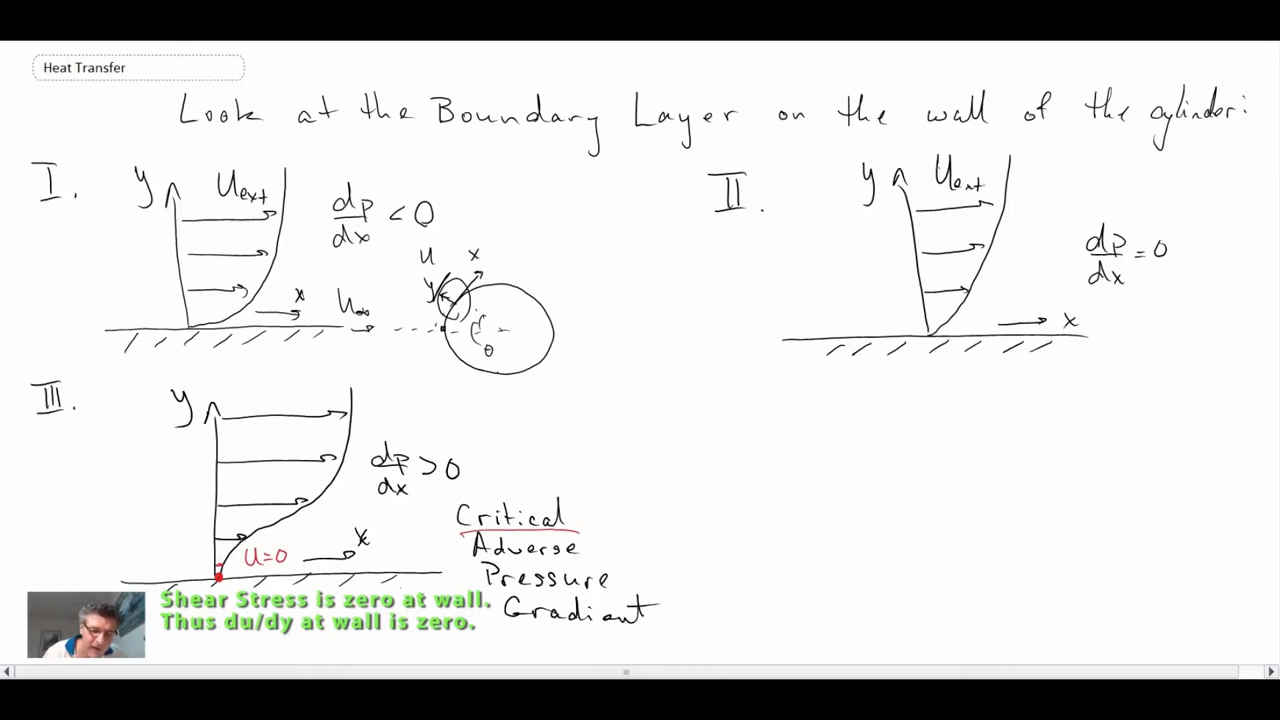 Heat Transfer
Look at the Boundary Layer on the wall of the cylinder:
I.
y
Uext
dp/dx < 0
x
U∞
u
x
y
r
θ
II.
y
Uext
dp/dx = 0
x
III.
y
dp/dx > 0
x
u=0
Critical
Adverse
Pressure
Gradient
Shear Stress is zero at wall.
Thus du/dy at wall is zero.